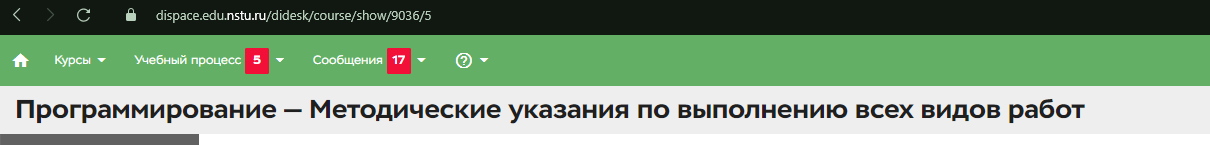 dispace.edu.nstu.ru/didesk/course/show/9036/5
Курсы Учебный процесс 5 Сообщения 17 ?
Программирование — Методические указания по выполнению всех видов работ